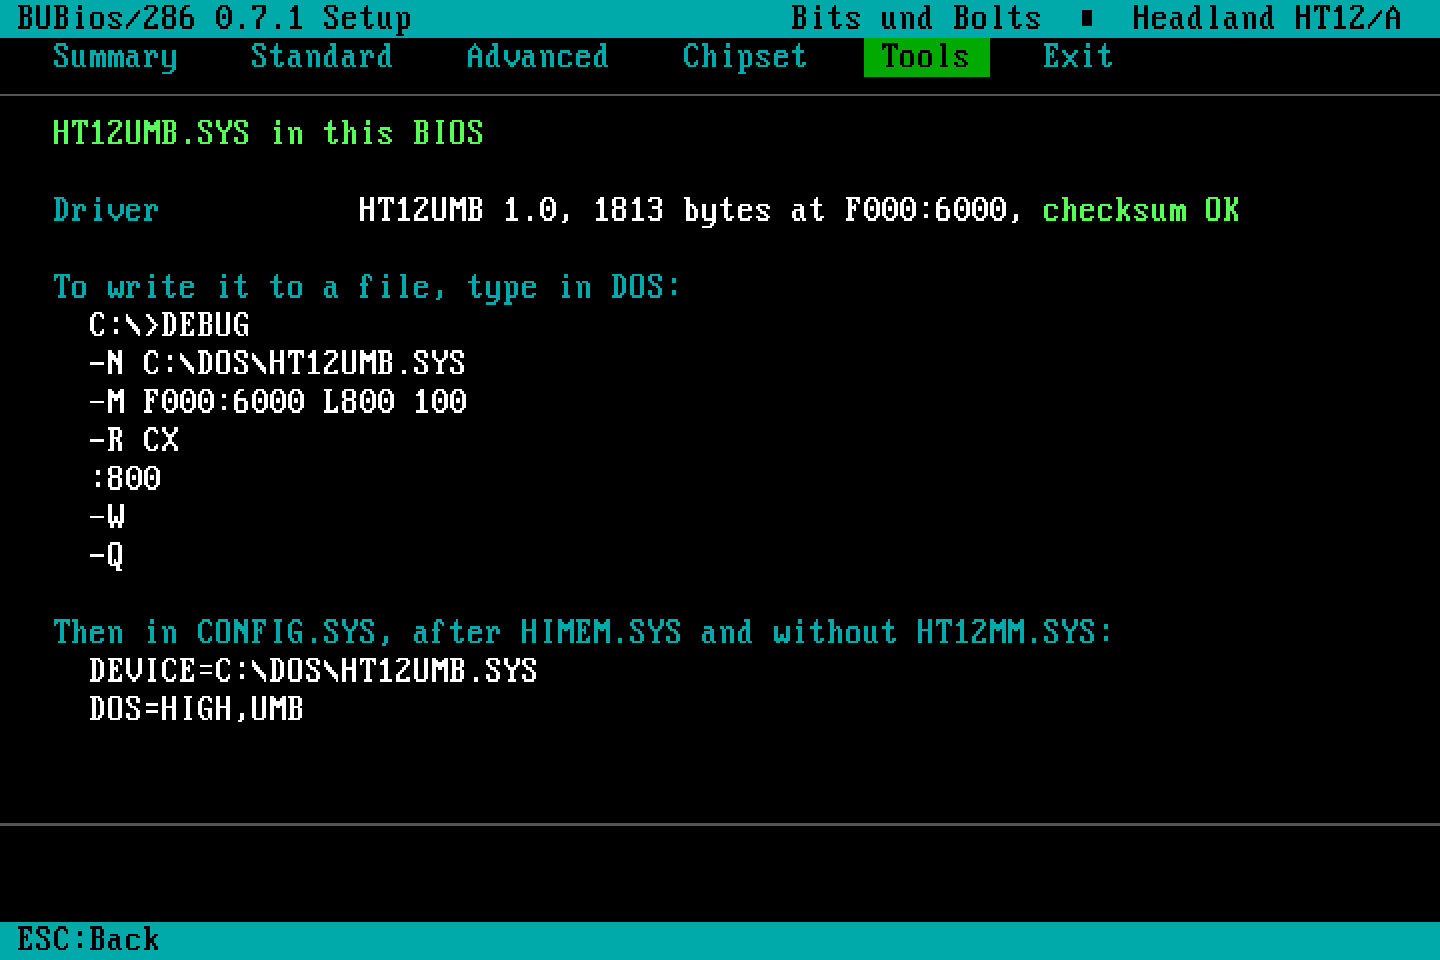 BUBios/286 0.7.1 Setup Bits und Bolts ▪ Headland HT12/A
Summary Standard Advanced Chipset Tools Exit
HT12UMB.SYS in this BIOS
Driver HT12UMB 1.0, 1813 bytes at F000:6000, checksum OK
To write it to a file, type in DOS:
C:\>DEBUG
-N C:\DOS\HT12UMB.SYS
-M F000:6000 L800 100
-R CX
:800
-W
-Q
Then in CONFIG.SYS, after HIMEM.SYS and without HT12MM.SYS:
DEVICE=C:\DOS\HT12UMB.SYS
DOS=HIGH,UMB
ESC:Back